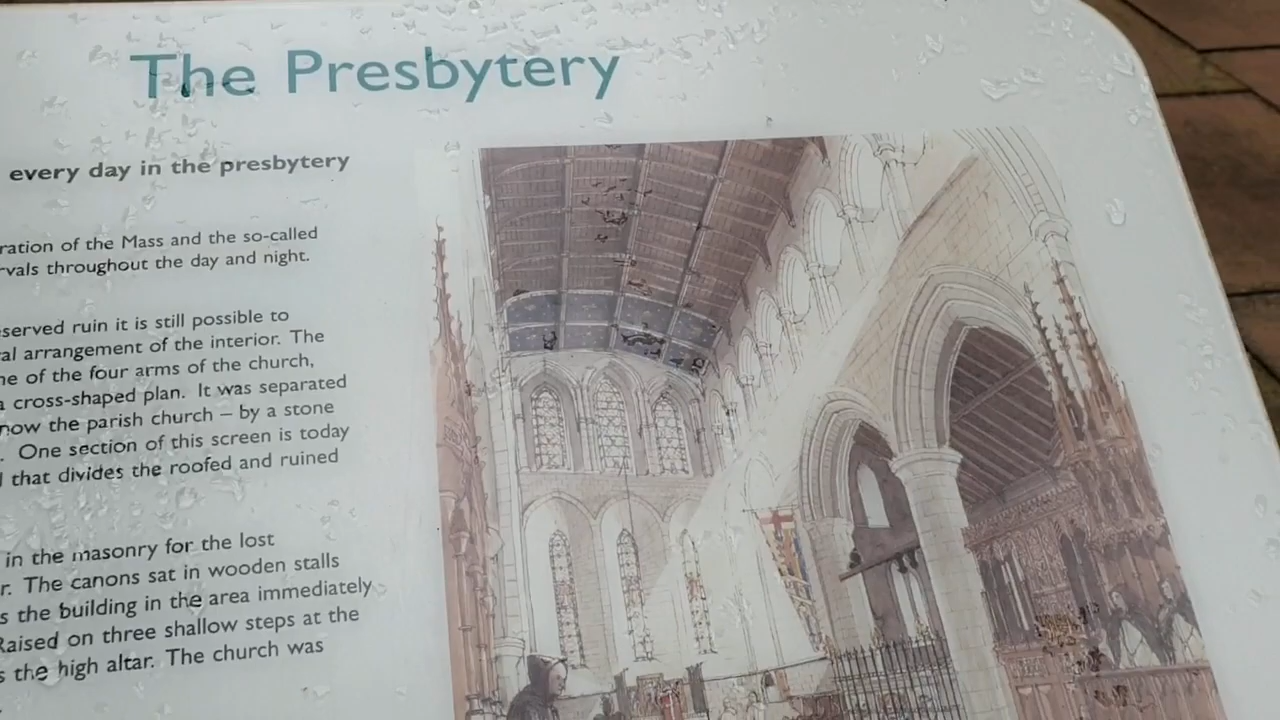 The Presbytery
every day in the presbytery
ration of the Mass and the so-called
rvals throughout the day and night.
served ruin it is still possible to
al arrangement of the interior. The
ne of the four arms of the church,
a cross-shaped plan. It was separated
now the parish church – by a stone
. One section of this screen is today
l that divides the roofed and ruined
in the masonry for the lost
r. The canons sat in wooden stalls
s the building in the area immediately
Raised on three shallow steps at the
s the high altar. The church was